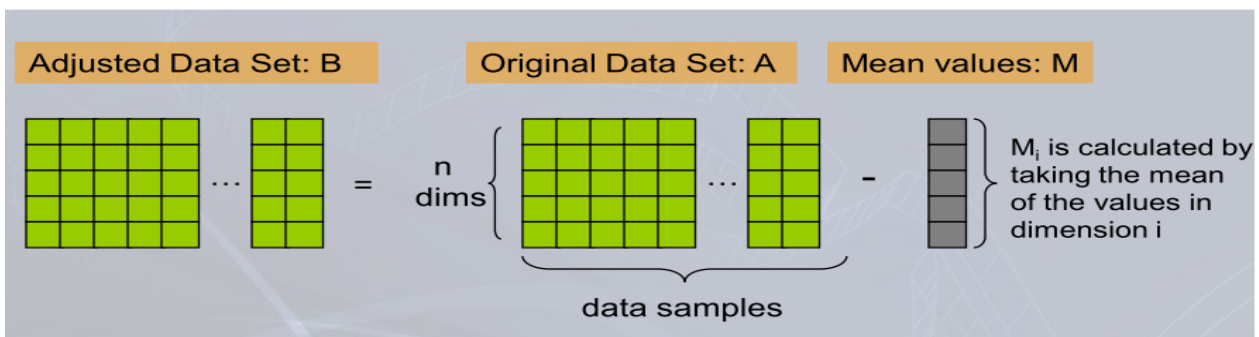 Adjusted Data Set: B
Original Data Set: A
Mean values: M
...
=
n
dims
...
-
Mᵢ is calculated by
taking the mean
of the values in
dimension i
data samples